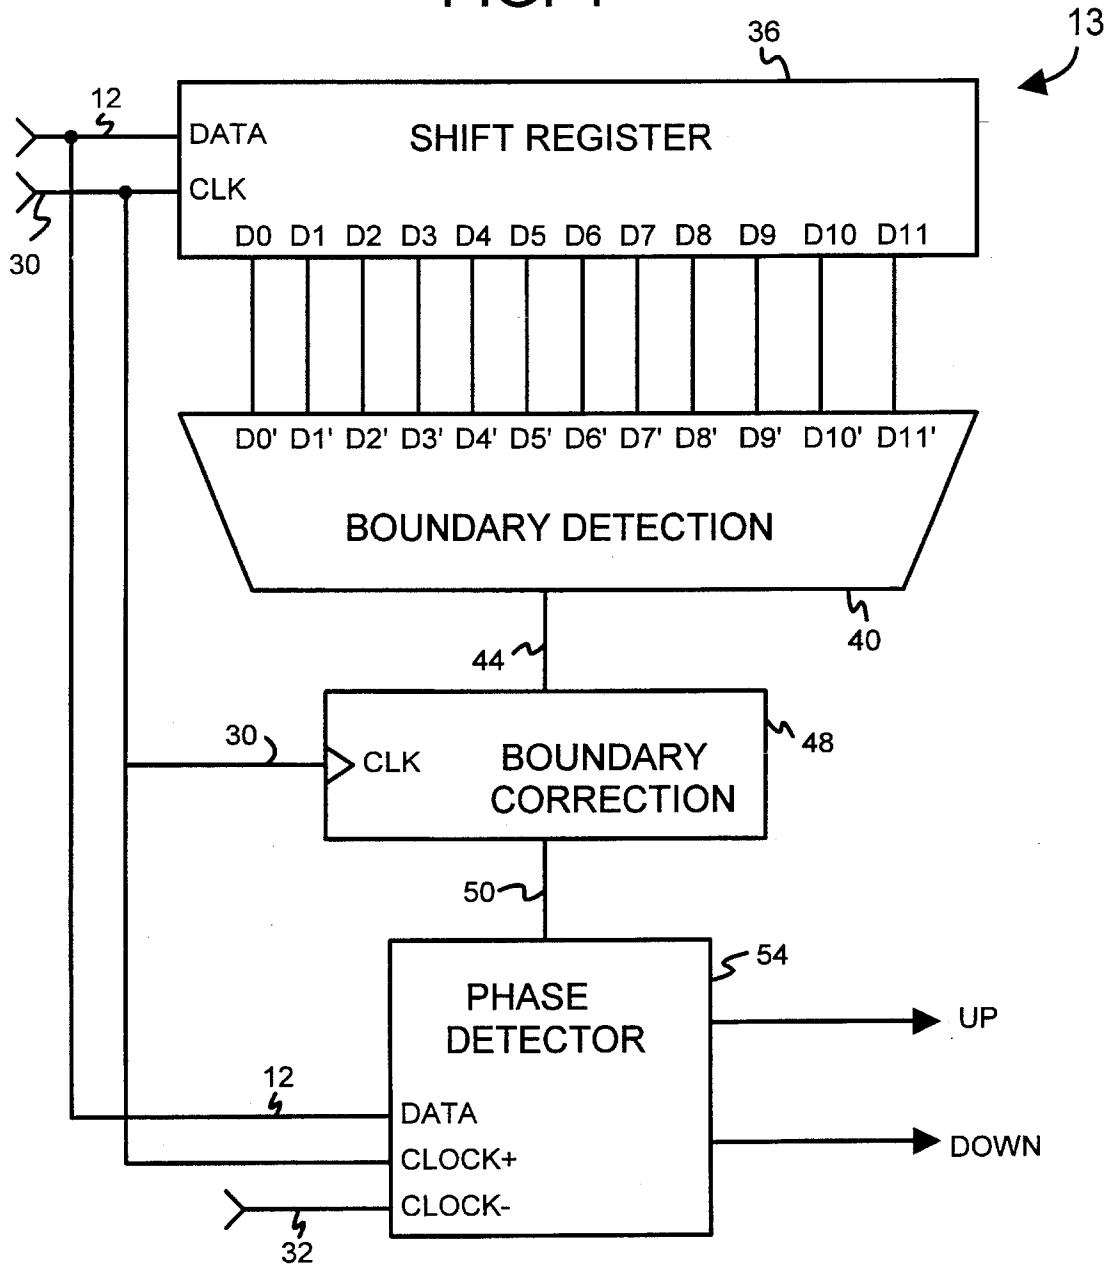 13
36
12
DATA
SHIFT REGISTER
CLK
30
D0 D1 D2 D3 D4 D5 D6 D7 D8 D9 D10 D11
D0' D1' D2' D3' D4' D5' D6' D7' D8' D9' D10' D11'
BOUNDARY DETECTION
40
44
30
CLK
BOUNDARY
CORRECTION
48
50
54
PHASE
DETECTOR
UP
12
DATA
DOWN
CLOCK+
CLOCK-
32